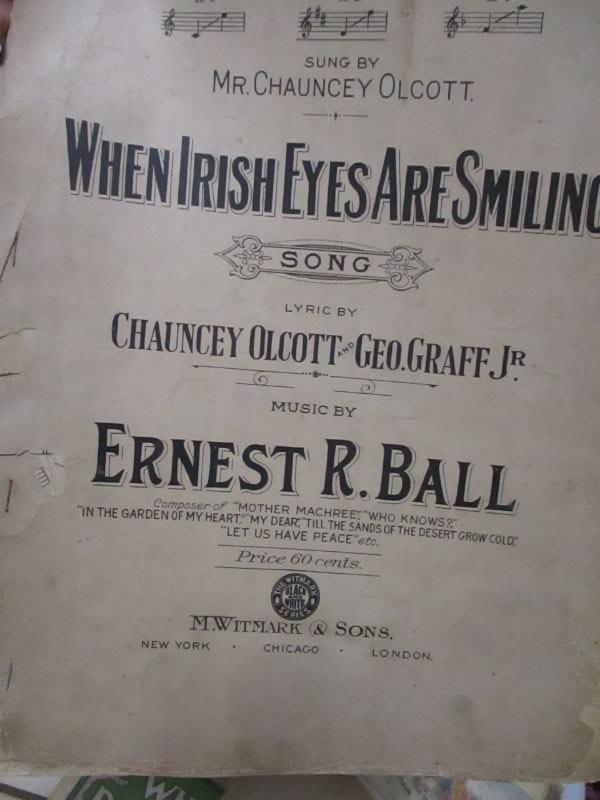 SUNG BY
MR. CHAUNCEY OLCOTT.
WHEN IRISH EYES ARE SMILING
SONG
LYRIC BY
CHAUNCEY OLCOTT AND GEO. GRAFF JR.
MUSIC BY
ERNEST R. BALL
Composer of "MOTHER MACHREE," "WHO KNOWS?,"
"IN THE GARDEN OF MY HEART," "MY DEAR," "TILL THE SANDS OF THE DESERT GROW COLD,"
"LET US HAVE PEACE" etc.
Price 60 cents.
THE WITMARK
BLACK
AND
WHITE
SERIES
M. WITMARK & SONS.
NEW YORK · CHICAGO · LONDON.